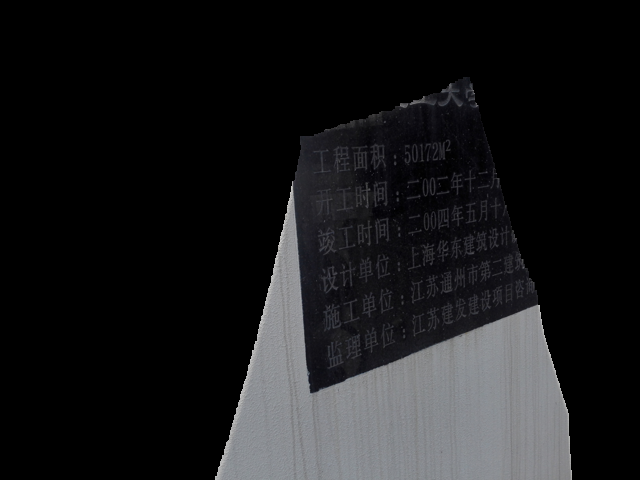 工程面积：50172M²
开工时间：二00二年十二月
竣工时间：二00四年五月十
设计单位：上海华东建筑设计
施工单位：江苏通州市第二建筑
监理单位：江苏建发建设项目咨询